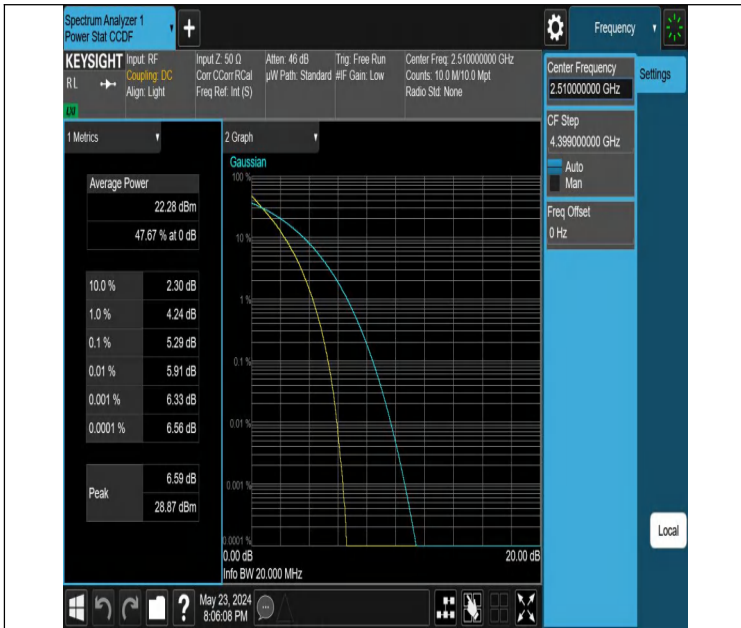 Spectrum Analyzer 1
Power Stat CCDF
+
Frequency
KEYSIGHT
RL
LXI
Input: RF
Coupling: DC
Align: Light
Input Z: 50 Ω
Corr CCorr RCal
Freq Ref: Int (S)
Atten: 46 dB
µW Path: Standard
Trig: Free Run
#IF Gain: Low
Center Freq: 2.510000000 GHz
Counts: 10.0 M/10.0 Mpt
Radio Std: None
Center Frequency
2.510000000 GHz
Settings
CF Step
4.399000000 GHz
Auto
Man
Freq Offset
0 Hz
Local
1 Metrics
Average Power
22.28 dBm
47.67 % at 0 dB
10.0 % 2.30 dB
1.0 % 4.24 dB
0.1 % 5.29 dB
0.01 % 5.91 dB
0.001 % 6.33 dB
0.0001 % 6.56 dB
Peak
6.59 dB
28.87 dBm
2 Graph
Gaussian
100 %
10 %
1 %
0.1 %
0.01 %
0.001 %
0.0001 %
0.00 dB
20.00 dB
Info BW 20.000 MHz
?
May 23, 2024
8:06:08 PM